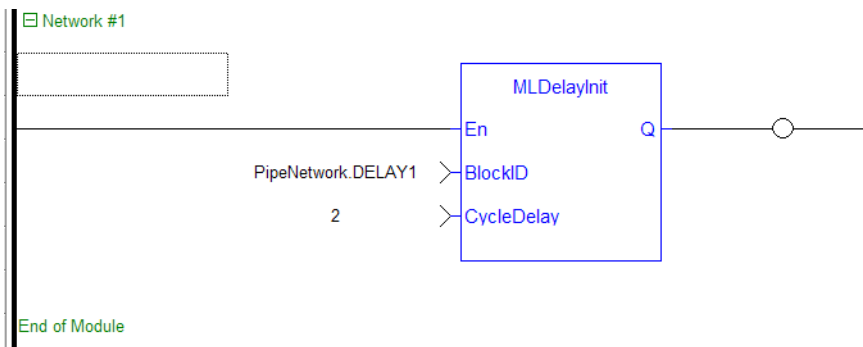 Network #1
MLDelayInit
En Q
PipeNetwork.DELAY1 BlockID
2 CycleDelay
End of Module